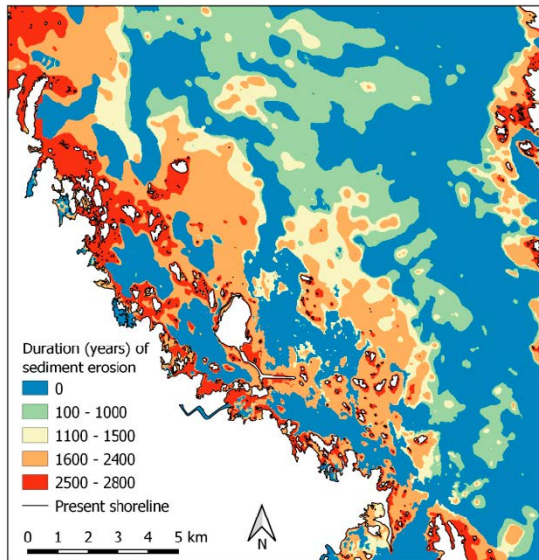 Duration (years) of
sediment erosion
0
100 - 1000
1100 - 1500
1600 - 2400
2500 - 2800
Present shoreline
0 1 2 3 4 5 km
N